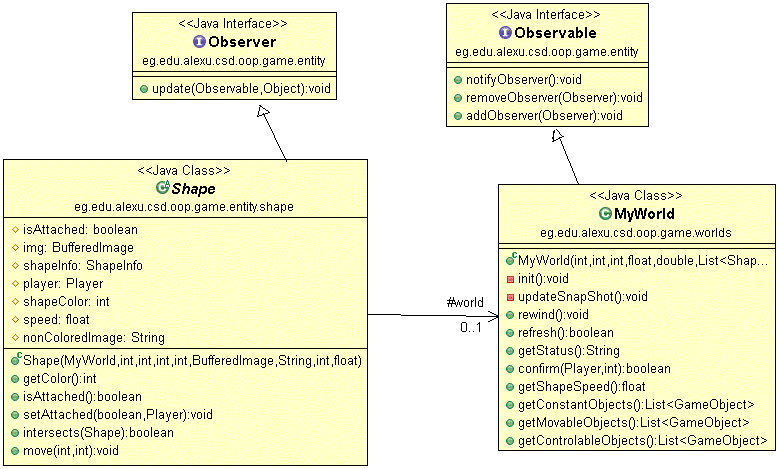 <<Java Interface>>
Observer
eg.edu.alexu.csd.oop.game.entity
update(Observable,Object):void
<<Java Interface>>
Observable
eg.edu.alexu.csd.oop.game.entity
notifyObserver():void
removeObserver(Observer):void
addObserver(Observer):void
<<Java Class>>
Shape
eg.edu.alexu.csd.oop.game.entity.shape
isAttached: boolean
img: BufferedImage
shapeInfo: ShapeInfo
player: Player
shapeColor: int
speed: float
nonColoredImage: String
Shape(MyWorld,int,int,int,int,BufferedImage,String,int,float)
getColor():int
isAttached():boolean
setAttached(boolean,Player):void
intersects(Shape):boolean
move(int,int):void
#world
0..1
<<Java Class>>
MyWorld
eg.edu.alexu.csd.oop.game.worlds
MyWorld(int,int,int,float,double,List<Shap...
init():void
updateSnapShot():void
rewind():void
refresh():boolean
getStatus():String
confirm(Player,int):boolean
getShapeSpeed():float
getConstantObjects():List<GameObject>
getMovableObjects():List<GameObject>
getControlableObjects():List<GameObject>